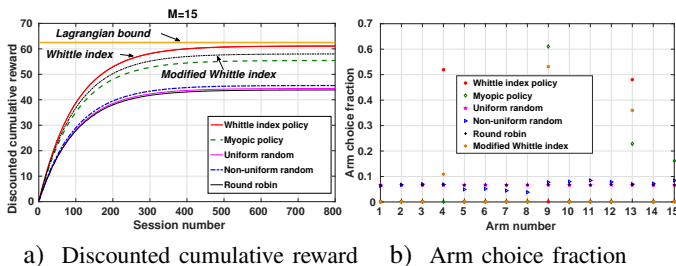 M=15
Discounted cumulative reward
70
60
50
40
30
20
10
0
Lagrangian bound
Whittle index
Modified Whittle index
Whittle index policy
Myopic policy
Uniform random
Non-uniform random
Round robin
0 100 200 300 400 500 600 700 800
Session number
a) Discounted cumulative reward
Arm choice fraction
0.7
0.6
0.5
0.4
0.3
0.2
0.1
0
Whittle index policy
Myopic policy
Uniform random
Non-uniform random
Round robin
Modified Whittle index
1 2 3 4 5 6 7 8 9 10 11 12 13 14 15
Arm number
b) Arm choice fraction